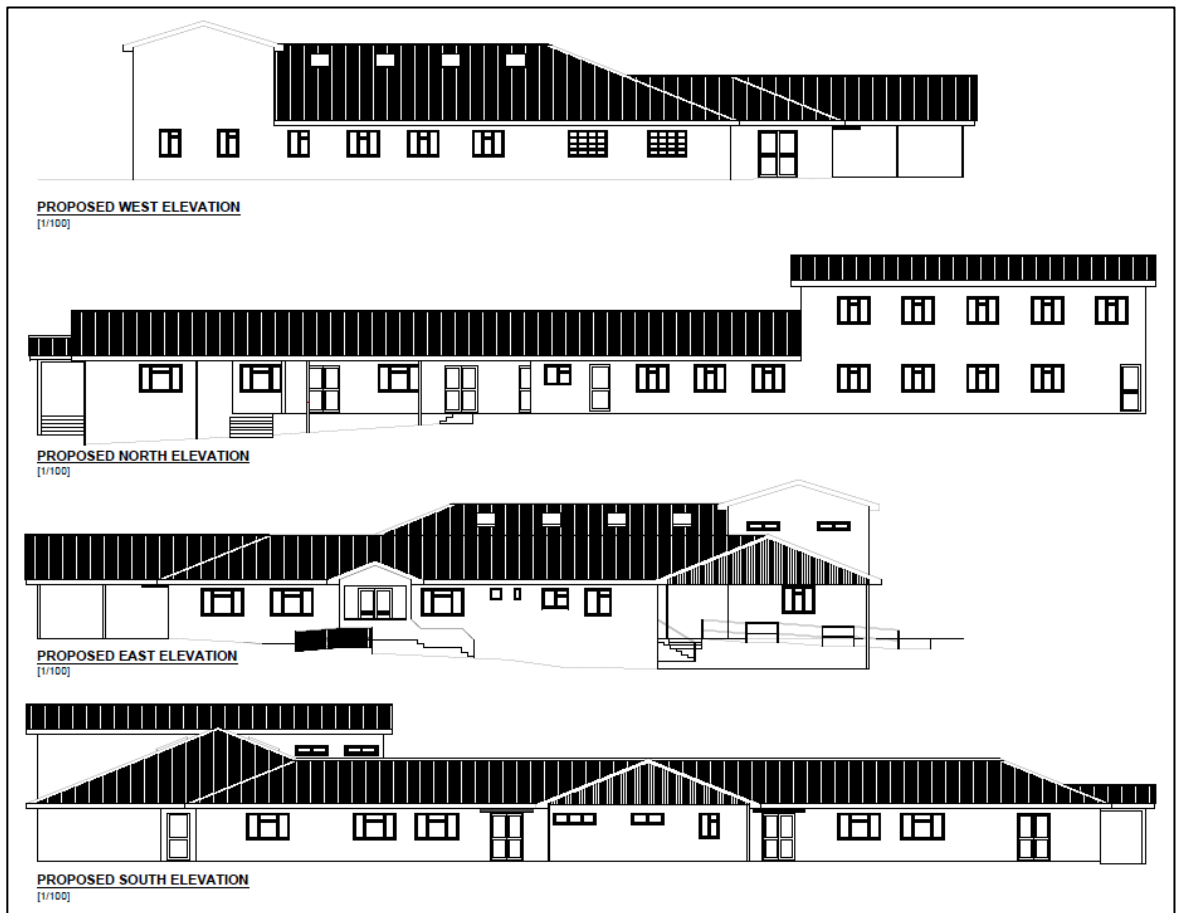 PROPOSED WEST ELEVATION
[1/100]
PROPOSED NORTH ELEVATION
[1/100]
PROPOSED EAST ELEVATION
[1/100]
PROPOSED SOUTH ELEVATION
[1/100]